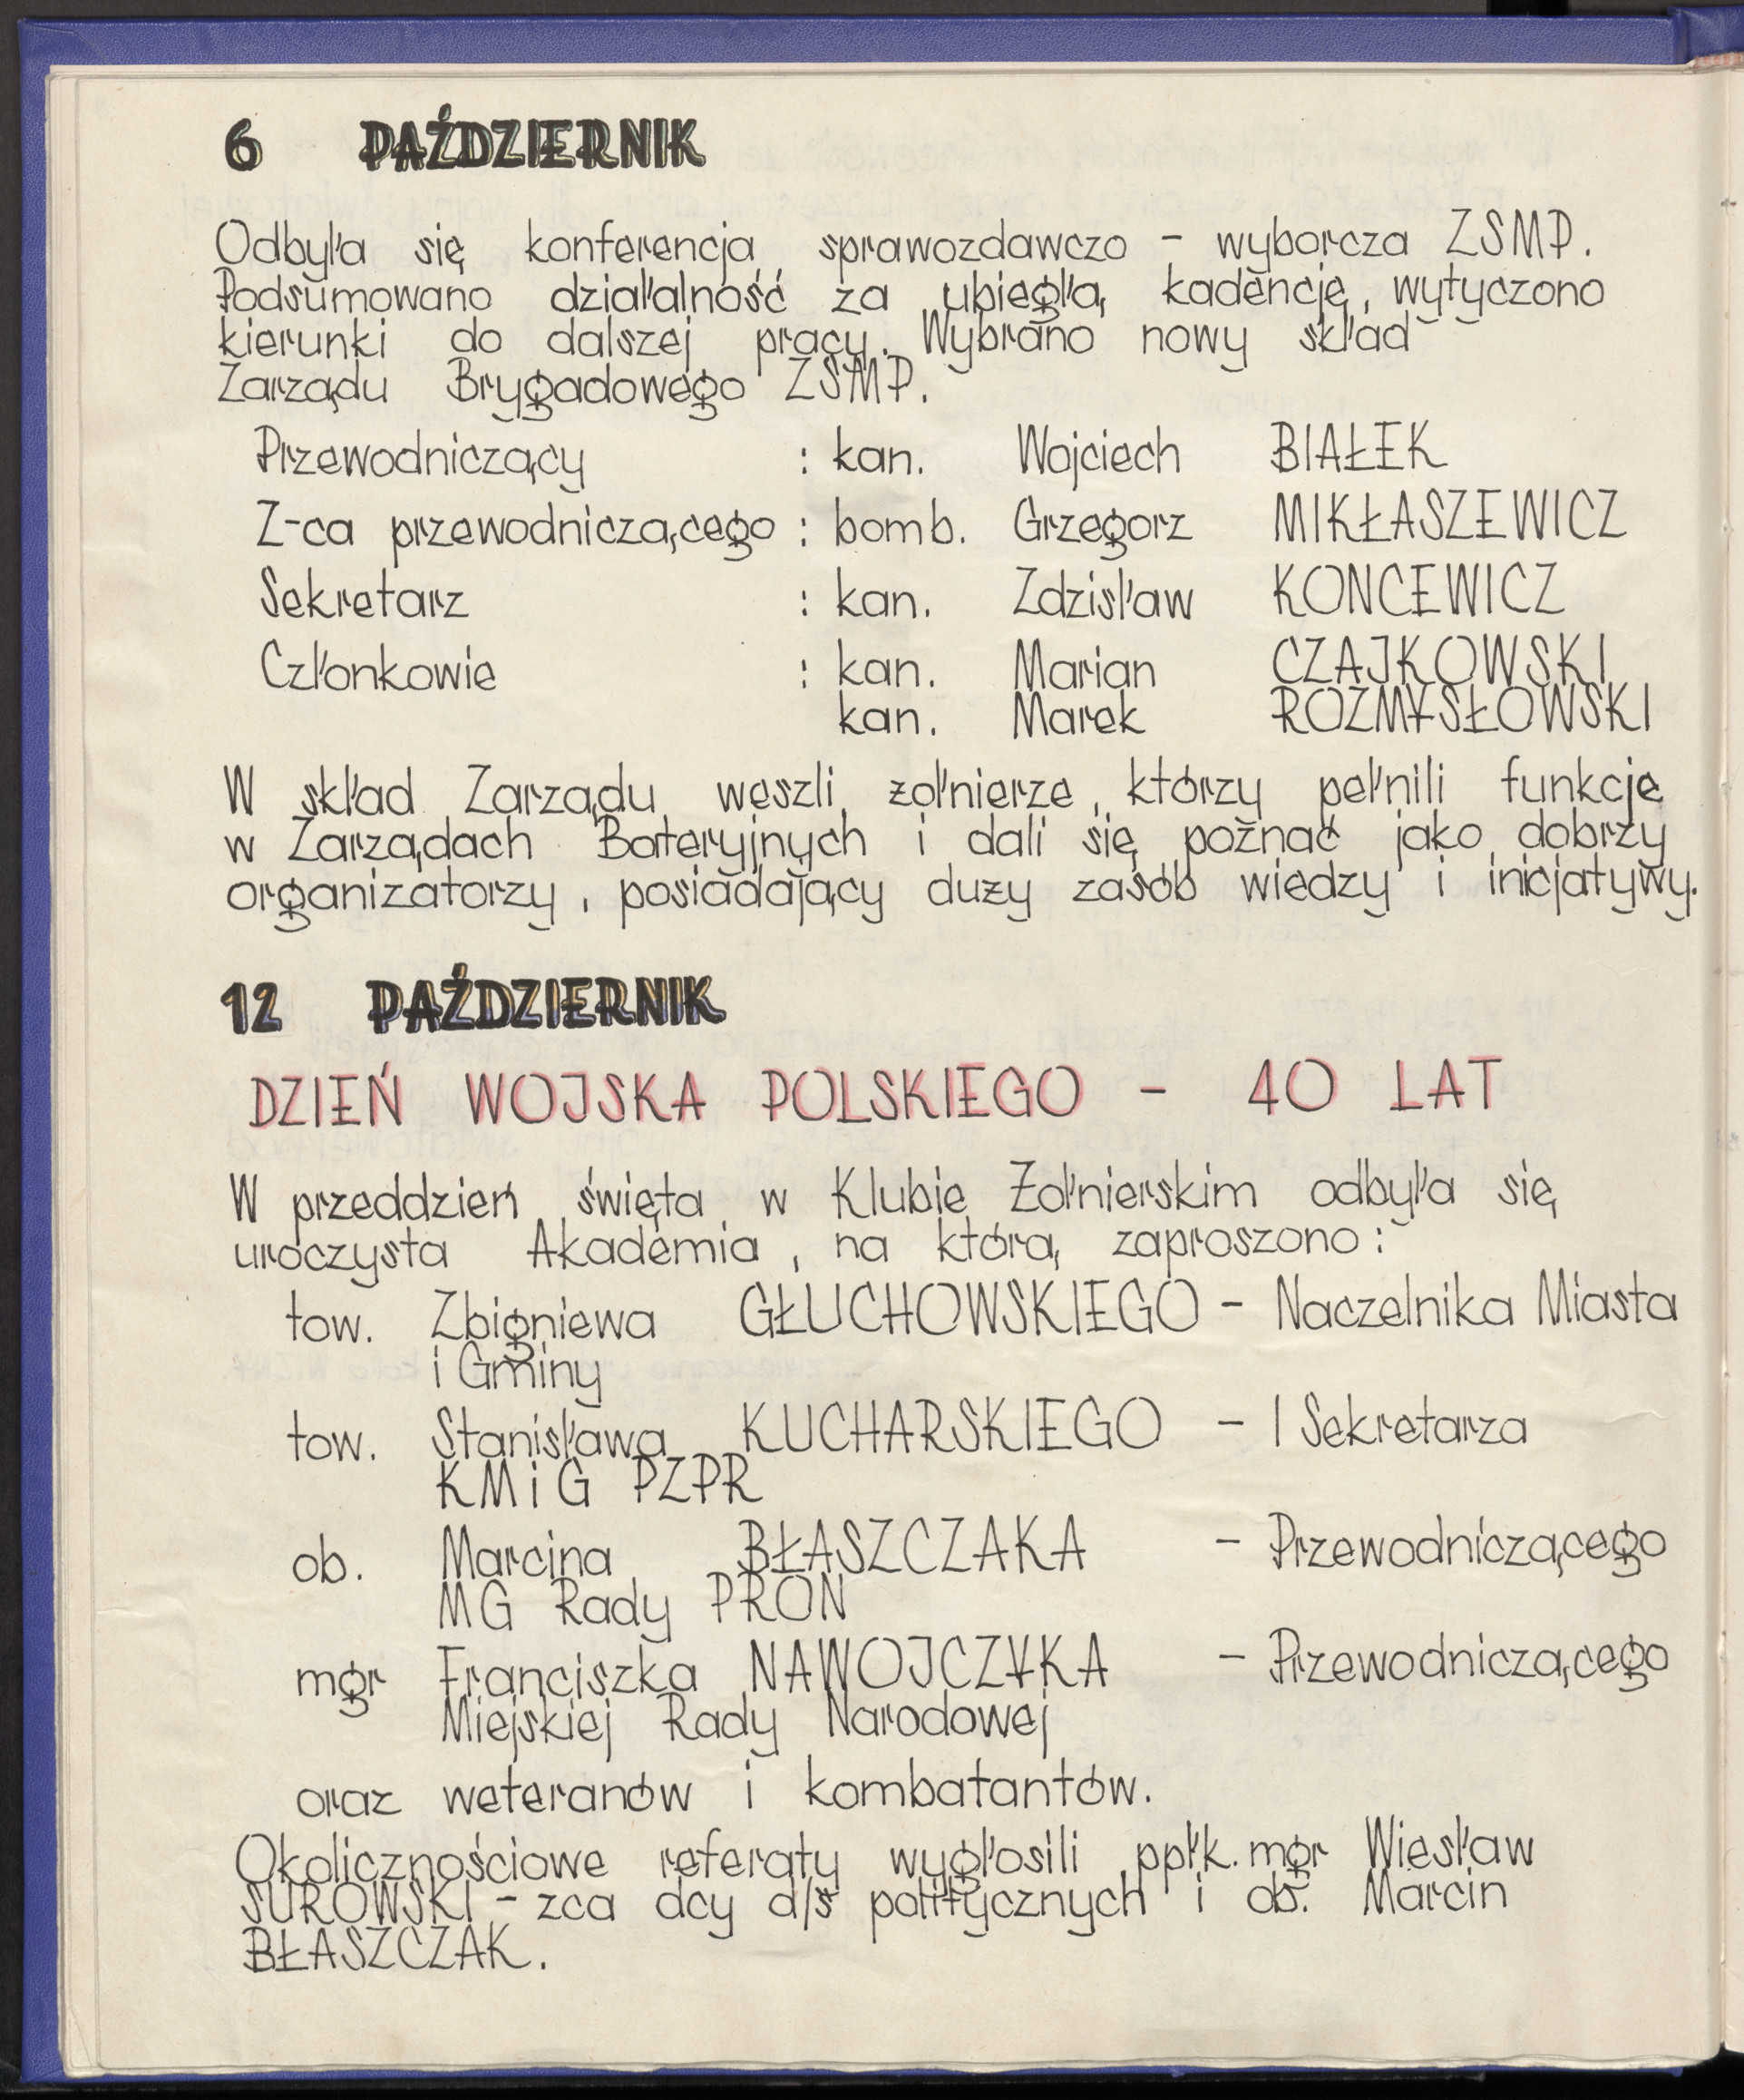 6 PAŹDZIERNIK
Odbyła się konferencja sprawozdawczo - wyborcza ZSMP.
Podsumowano działalność za ubiegłą kadencję, wytyczono
kierunki do dalszej pracy. Wybrano nowy skład
Zarządu Brygadowego ZSMP.
Przewodniczący : kan. Wojciech BIAŁEK
Z-ca przewodniczącego : bomb. Grzegorz MIKŁASZEWICZ
Sekretarz : kan. Zdzisław KONCEWICZ
Członkowie : kan. Marian CZAJKOWSKI
kan. Marek ROZMYSŁOWSKI
W skład Zarządu weszli żołnierze, którzy pełnili funkcje
w Zarządach Bateryjnych i dali się poznać jako dobrzy
organizatorzy, posiadający duży zasób wiedzy i inicjatywy.
12 PAŹDZIERNIK
DZIEŃ WOJSKA POLSKIEGO - 40 LAT
W przeddzień święta w Klubie Żołnierskim odbyła się
uroczysta Akademia, na którą zaproszono:
tow. Zbigniewa GŁUCHOWSKIEGO - Naczelnika Miasta
i Gminy
tow. Stanisława KUCHARSKIEGO - I Sekretarza
KMiG PZPR
ob. Marcina BŁASZCZAKA - Przewodniczącego
MG Rady PRON
mgr Franciszka NAWOJCZYKA - Przewodniczącego
Miejskiej Rady Narodowej
oraz weteranów i kombatantów.
Okolicznościowe referaty wygłosili ppłk. mgr Wiesław
SUROWSKI - zca dcy d/s politycznych i ob. Marcin
BŁASZCZAK.